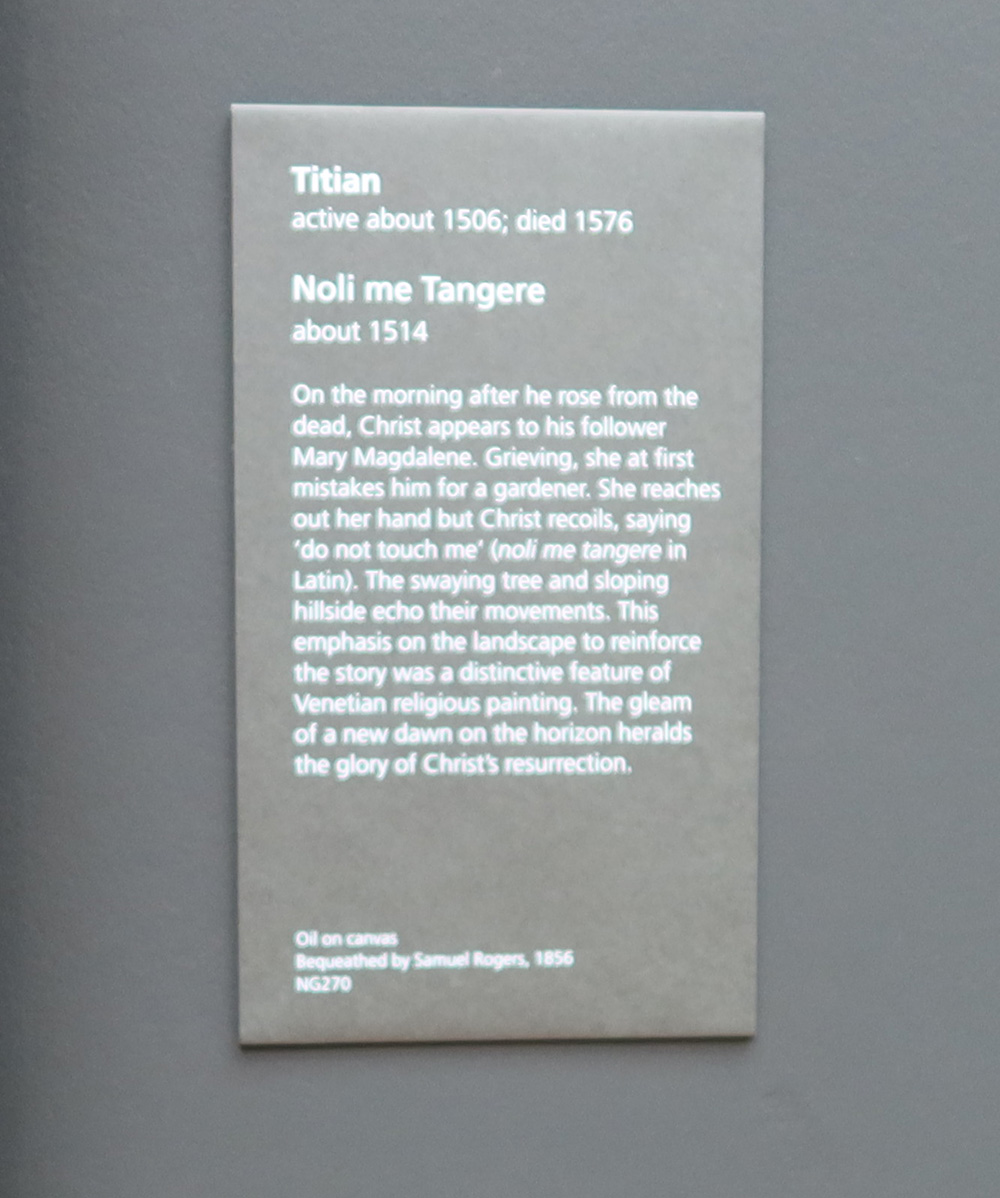 Titian
active about 1506; died 1576
Noli me Tangere
about 1514
On the morning after he rose from the
dead, Christ appears to his follower
Mary Magdalene. Grieving, she at first
mistakes him for a gardener. She reaches
out her hand but Christ recoils, saying
‘do not touch me’ (noli me tangere in
Latin). The swaying tree and sloping
hillside echo their movements. This
emphasis on the landscape to reinforce
the story was a distinctive feature of
Venetian religious painting. The gleam
of a new dawn on the horizon heralds
the glory of Christ’s resurrection.
Oil on canvas
Bequeathed by Samuel Rogers, 1856
NG270